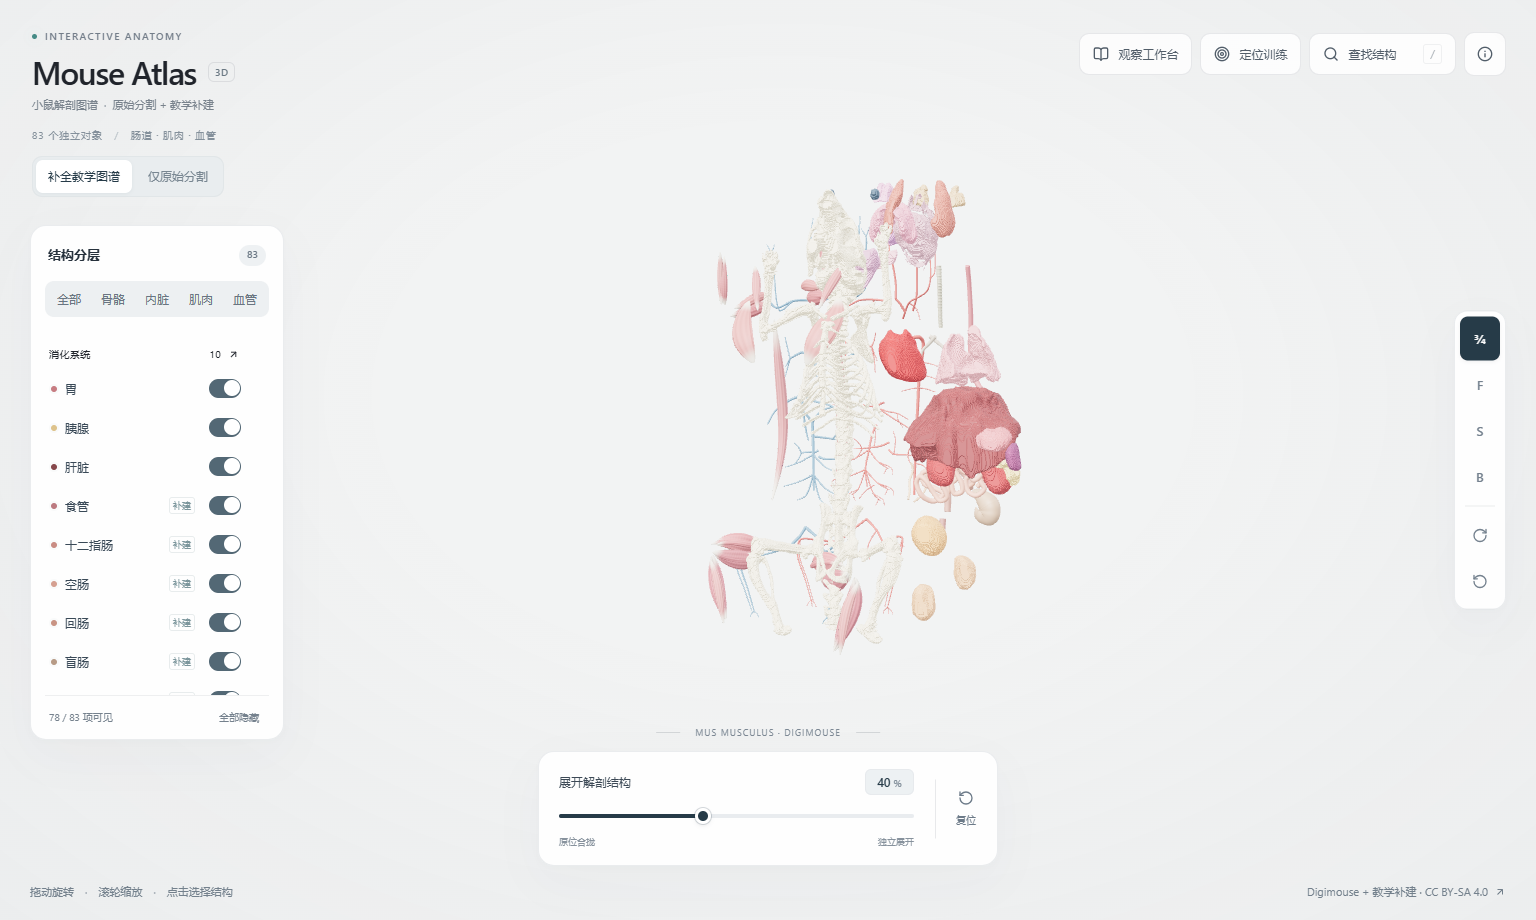 INTERACTIVE ANATOMY
Mouse Atlas 3D
小鼠解剖图谱 · 原始分割 + 教学补建
83 个独立对象 / 肠道 · 肌肉 · 血管
补全教学图谱 仅原始分割
观察工作台 定位训练 查找结构 /
结构分层 83
全部 骨骼 内脏 肌肉 血管
消化系统 10
胃
胰腺
肝脏
食管 补建
十二指肠 补建
空肠 补建
回肠 补建
盲肠 补建
78 / 83 项可见 全部隐藏
¾
F
S
B
MUS MUSCULUS · DIGIMOUSE
展开解剖结构 40 %
原位合拢 独立展开
复位
拖动旋转 · 滚轮缩放 · 点击选择结构
Digimouse + 教学补建 · CC BY-SA 4.0